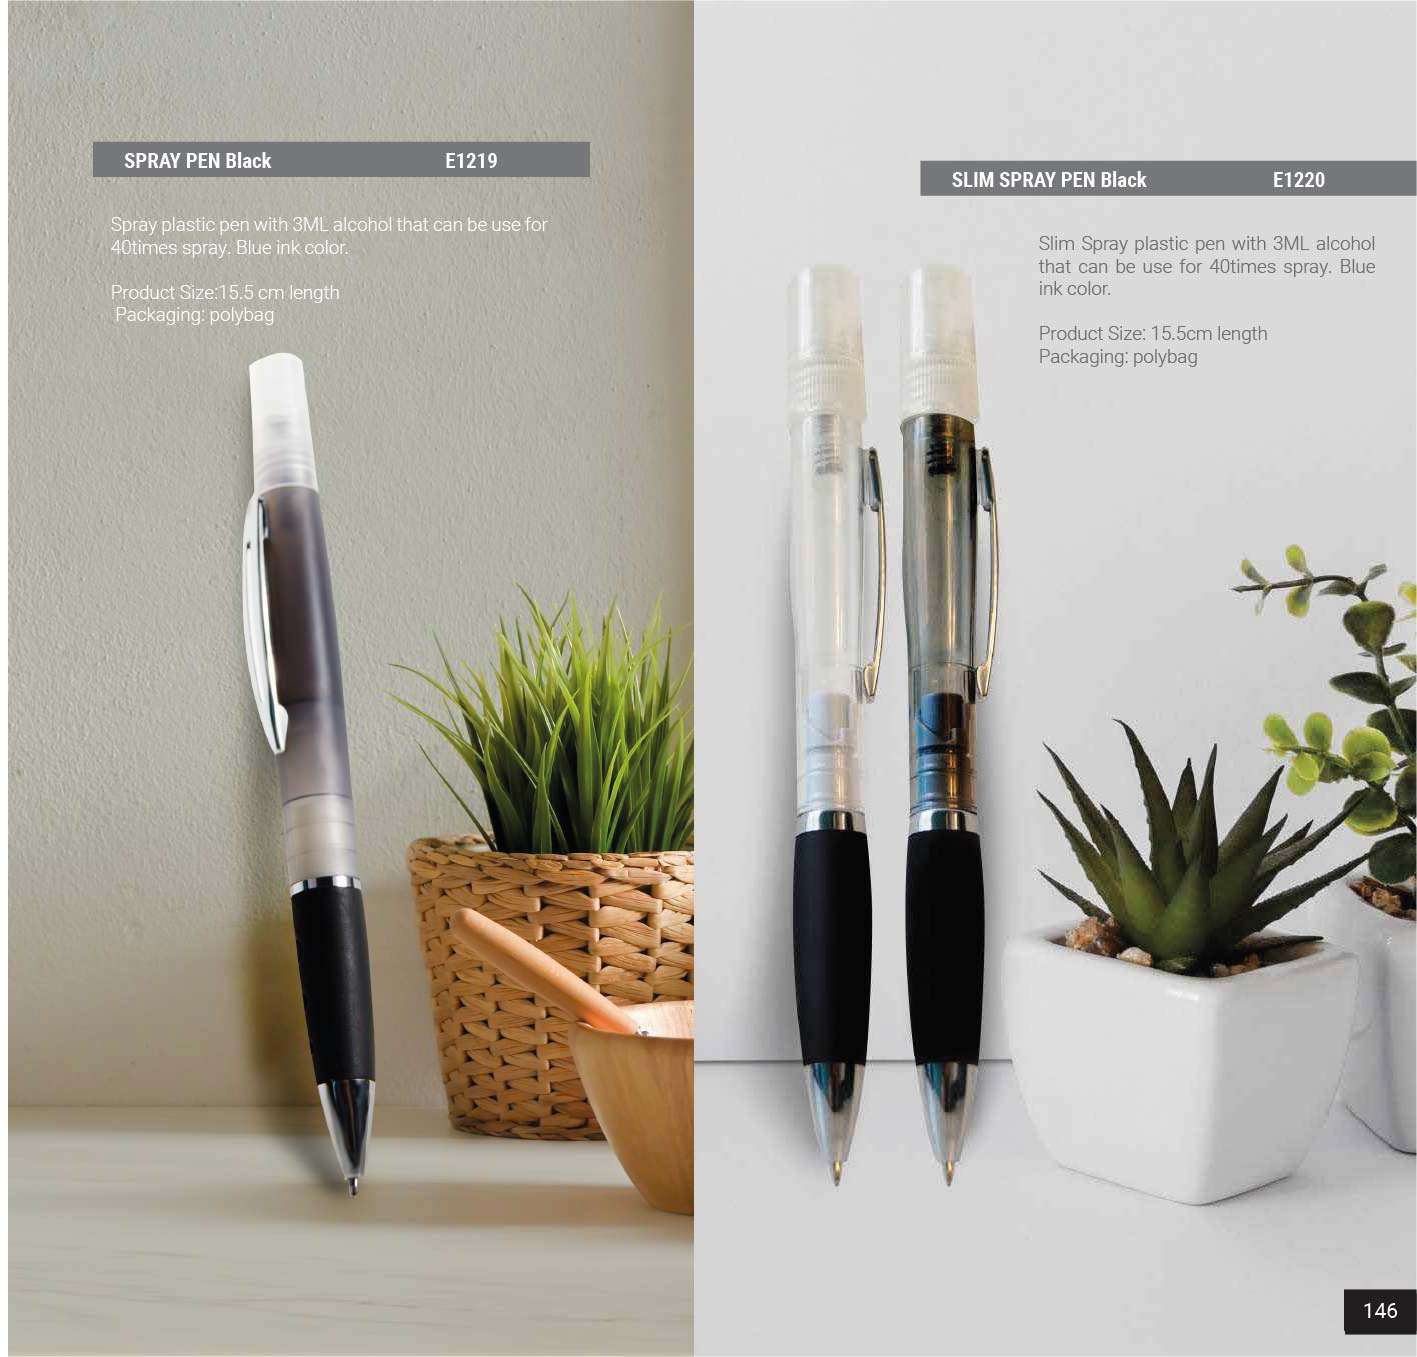 SPRAY PEN Black E1219
Spray plastic pen with 3ML alcohol that can be use for
40times spray. Blue ink color.
Product Size:15.5 cm length
Packaging: polybag
SLIM SPRAY PEN Black E1220
Slim Spray plastic pen with 3ML alcohol
that can be use for 40times spray. Blue
ink color.
Product Size: 15.5cm length
Packaging: polybag
146